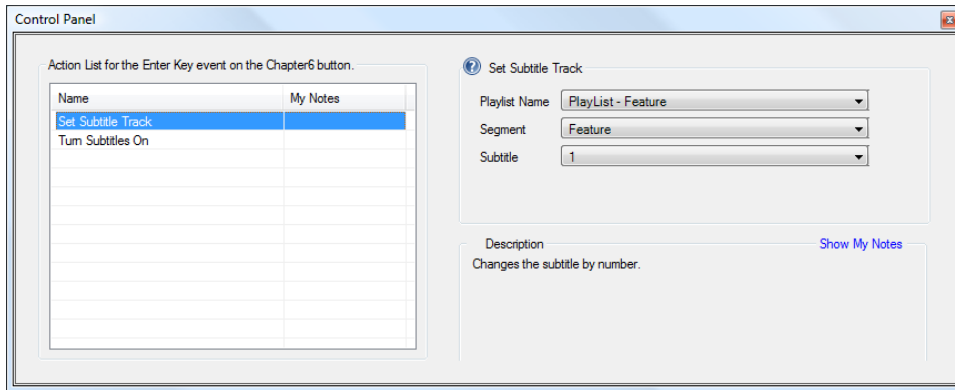 Control Panel
Action List for the Enter Key event on the Chapter6 button.
Name My Notes
Set Subtitle Track
Turn Subtitles On
Set Subtitle Track
Playlist Name PlayList - Feature
Segment Feature
Subtitle 1
Description Show My Notes
Changes the subtitle by number.